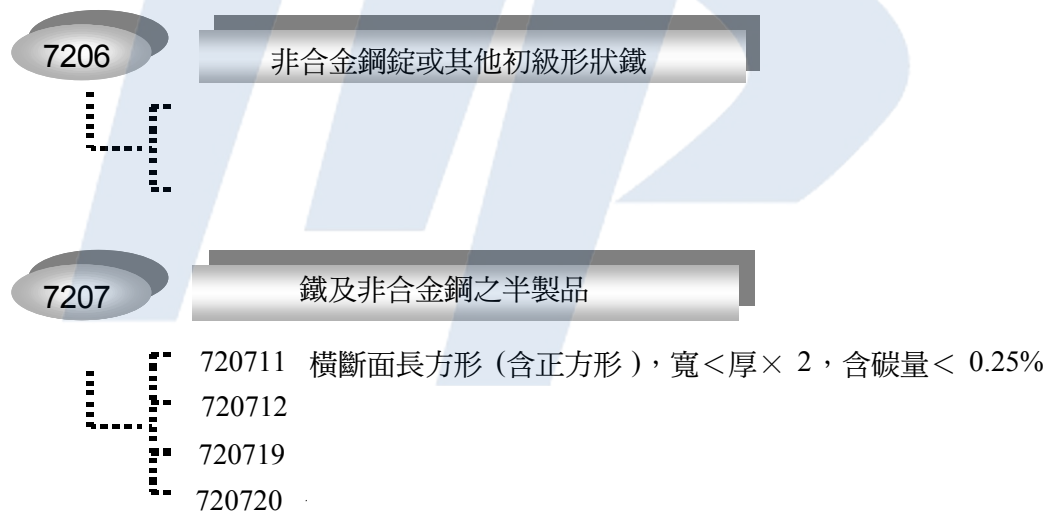 7206 非合金鋼錠或其他初級形狀鐵
7207 鐵及非合金鋼之半製品
720711 橫斷面長方形 (含正方形 ),寬<厚× 2,含碳量< 0.25%
720712
720719
720720